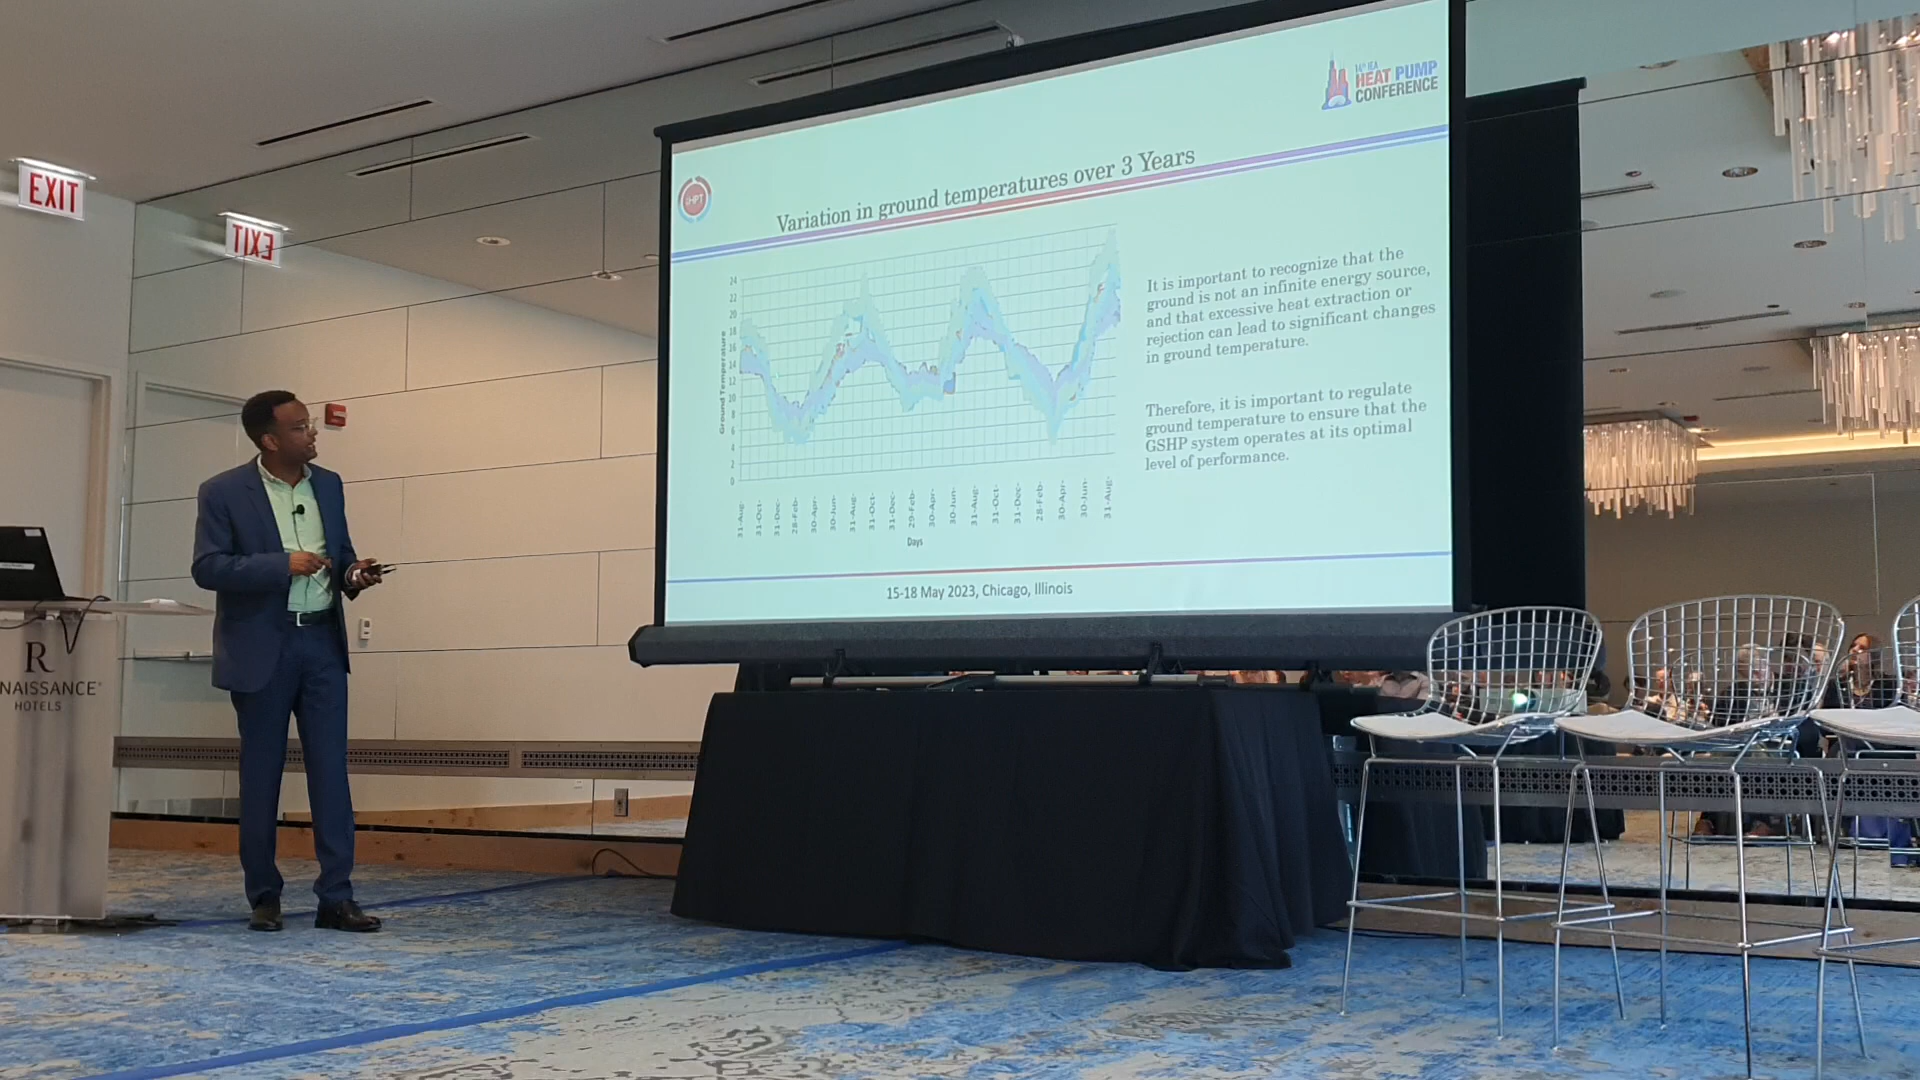 EXIT
EXIT
14th IEA
HEAT PUMP
CONFERENCE
HPT
Variation in ground temperatures over 3 Years
24
22
20
18
16
14
12
10
8
6
4
2
0
Ground Temperature
31-Aug-
31-Oct-
31-Dec-
28-Feb-
30-Apr-
30-Jun-
31-Aug-
31-Oct-
31-Dec-
29-Feb-
30-Apr-
30-Jun-
31-Aug-
31-Oct-
31-Dec-
28-Feb-
30-Apr-
30-Jun-
31-Aug-
Days
It is important to recognize that the
ground is not an infinite energy source,
and that excessive heat extraction or
rejection can lead to significant changes
in ground temperature.
Therefore, it is important to regulate
ground temperature to ensure that the
GSHP system operates at its optimal
level of performance.
15-18 May 2023, Chicago, Illinois
R
NAISSANCE
HOTELS